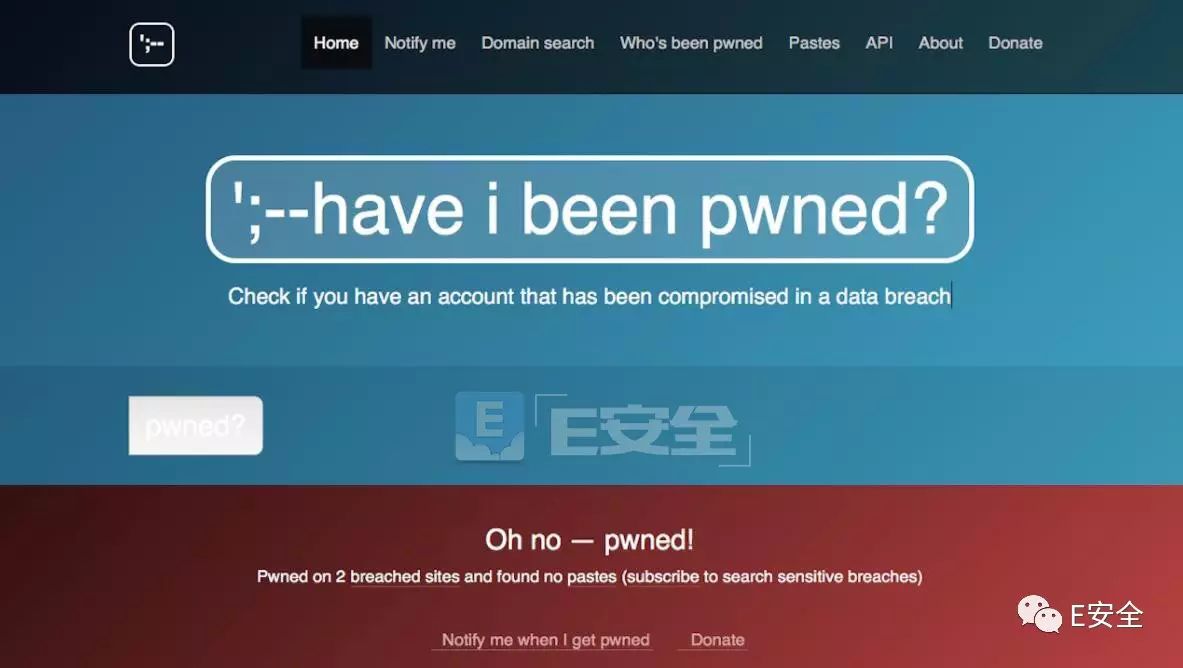 ';--
Home Notify me Domain search Who's been pwned Pastes API About Donate
';--have i been pwned?
Check if you have an account that has been compromised in a data breach
pwned?
E E安全
Oh no — pwned!
Pwned on 2 breached sites and found no pastes (subscribe to search sensitive breaches)
Notify me when I get pwned Donate
E安全